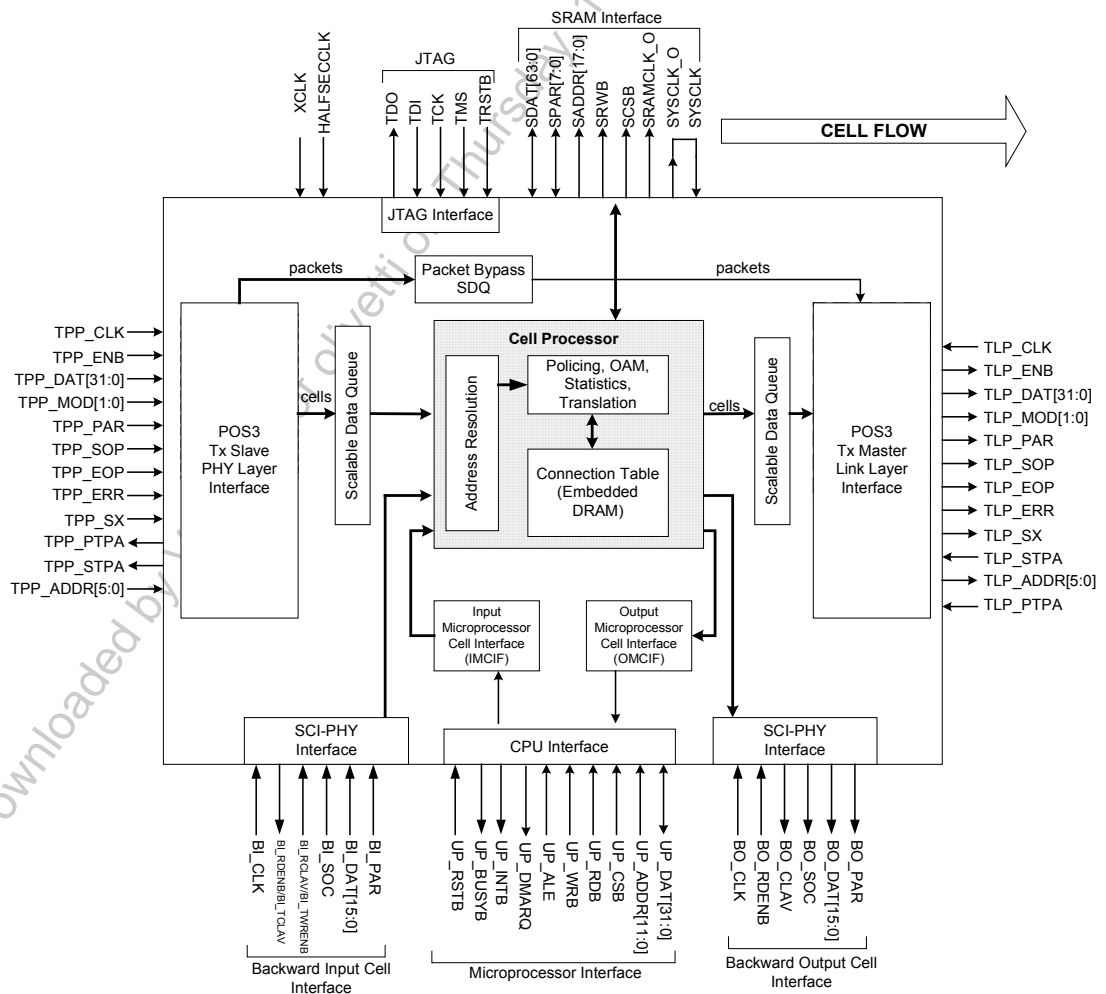 SRAM Interface
JTAG
XCLK
HALFSECCLK
TDO
TDI
TCK
TMS
TRSTB
SDAT[63:0]
SPAR[7:0]
SADDR[17:0]
SRWB
SCSB
SRAMCLK_O
SYSCLK_O
SYSCLK
CELL FLOW
JTAG Interface
packets
Packet Bypass
SDQ
packets
TPP_CLK
TPP_ENB
TPP_DAT[31:0]
TPP_MOD[1:0]
TPP_PAR
TPP_SOP
TPP_EOP
TPP_ERR
TPP_SX
TPP_PTPA
TPP_STPA
TPP_ADDR[5:0]
POS3
Tx Slave
PHY Layer
Interface
cells
Scalable Data Queue
Cell Processor
Address Resolution
Policing, OAM,
Statistics,
Translation
Connection Table
(Embedded
DRAM)
cells
Scalable Data Queue
POS3
Tx Master
Link Layer
Interface
TLP_CLK
TLP_ENB
TLP_DAT[31:0]
TLP_MOD[1:0]
TLP_PAR
TLP_SOP
TLP_EOP
TLP_ERR
TLP_SX
TLP_STPA
TLP_ADDR[5:0]
TLP_PTPA
Input
Microprocessor
Cell Interface
(IMCIF)
Output
Microprocessor
Cell Interface
(OMCIF)
SCI-PHY
Interface
CPU Interface
SCI-PHY
Interface
BI_CLK
BI_RDENB/BI_TCLAV
BI_RCLAV/BI_TWRENB
BI_SOC
BI_DAT[15:0]
BI_PAR
UP_RSTB
UP_BUSYB
UP_INTB
UP_DMARQ
UP_ALE
UP_WRB
UP_RDB
UP_CSB
UP_ADDR[11:0]
UP_DAT[31:0]
BO_CLK
BO_RDENB
BO_CLAV
BO_SOC
BO_DAT[15:0]
BO_PAR
Backward Input Cell
Interface
Microprocessor Interface
Backward Output Cell
Interface
ownloaded by
olivetti on Thursday,